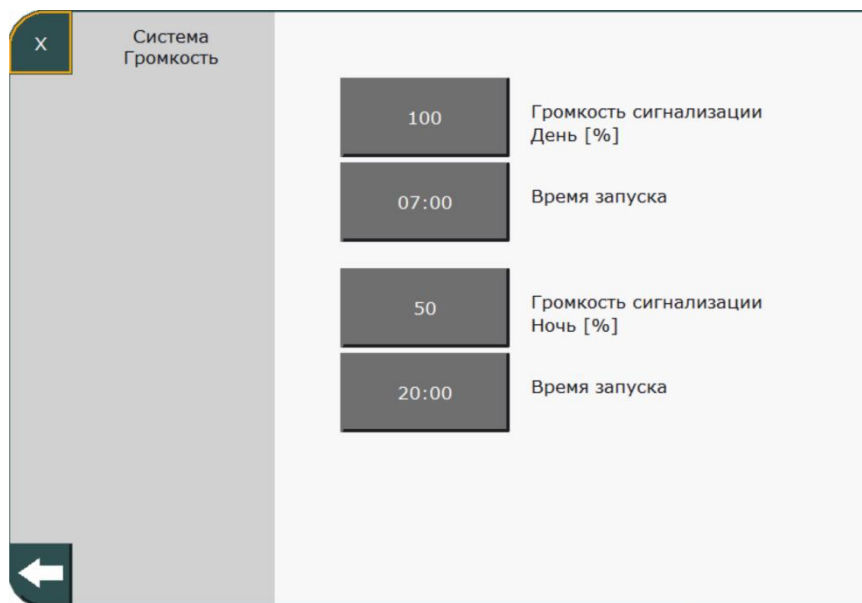 X
Система
Громкость
100
Громкость сигнализации
День [%]
07:00
Время запуска
50
Громкость сигнализации
Ночь [%]
20:00
Время запуска